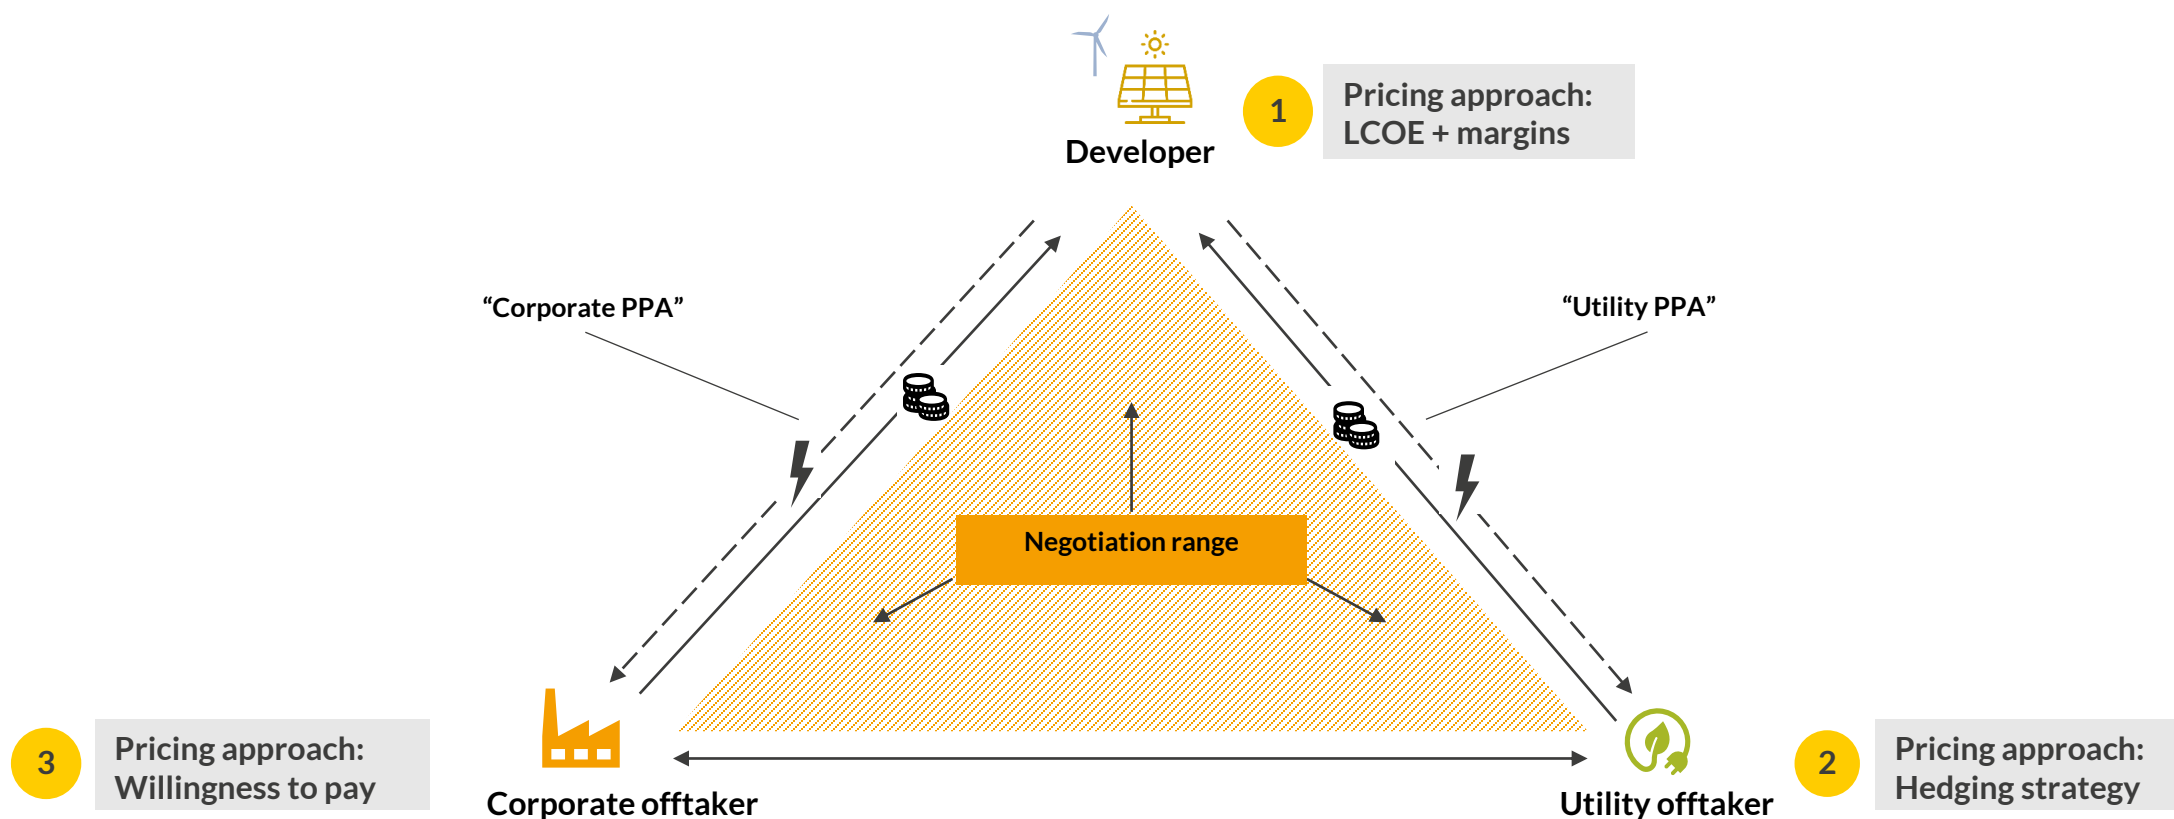 1
Pricing approach:
LCOE + margins
Developer
“Corporate PPA”
“Utility PPA”
Negotiation range
3
Pricing approach:
Willingness to pay
Corporate offtaker
Utility offtaker
2
Pricing approach:
Hedging strategy